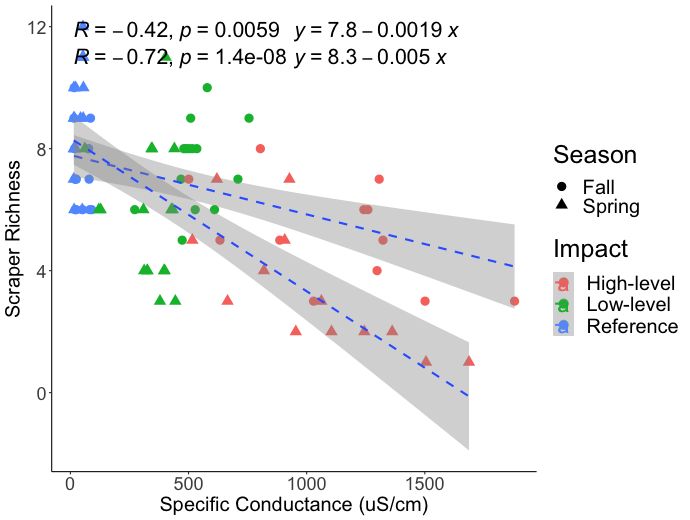 R = − 0.42, p = 0.0059 y = 7.8 − 0.0019 x
R = − 0.72, p = 1.4e-08 y = 8.3 − 0.005 x
12
8
4
0
Scraper Richness
0 500 1000 1500
Specific Conductance (uS/cm)
Season
Fall
Spring
Impact
a High-level
a Low-level
a Reference